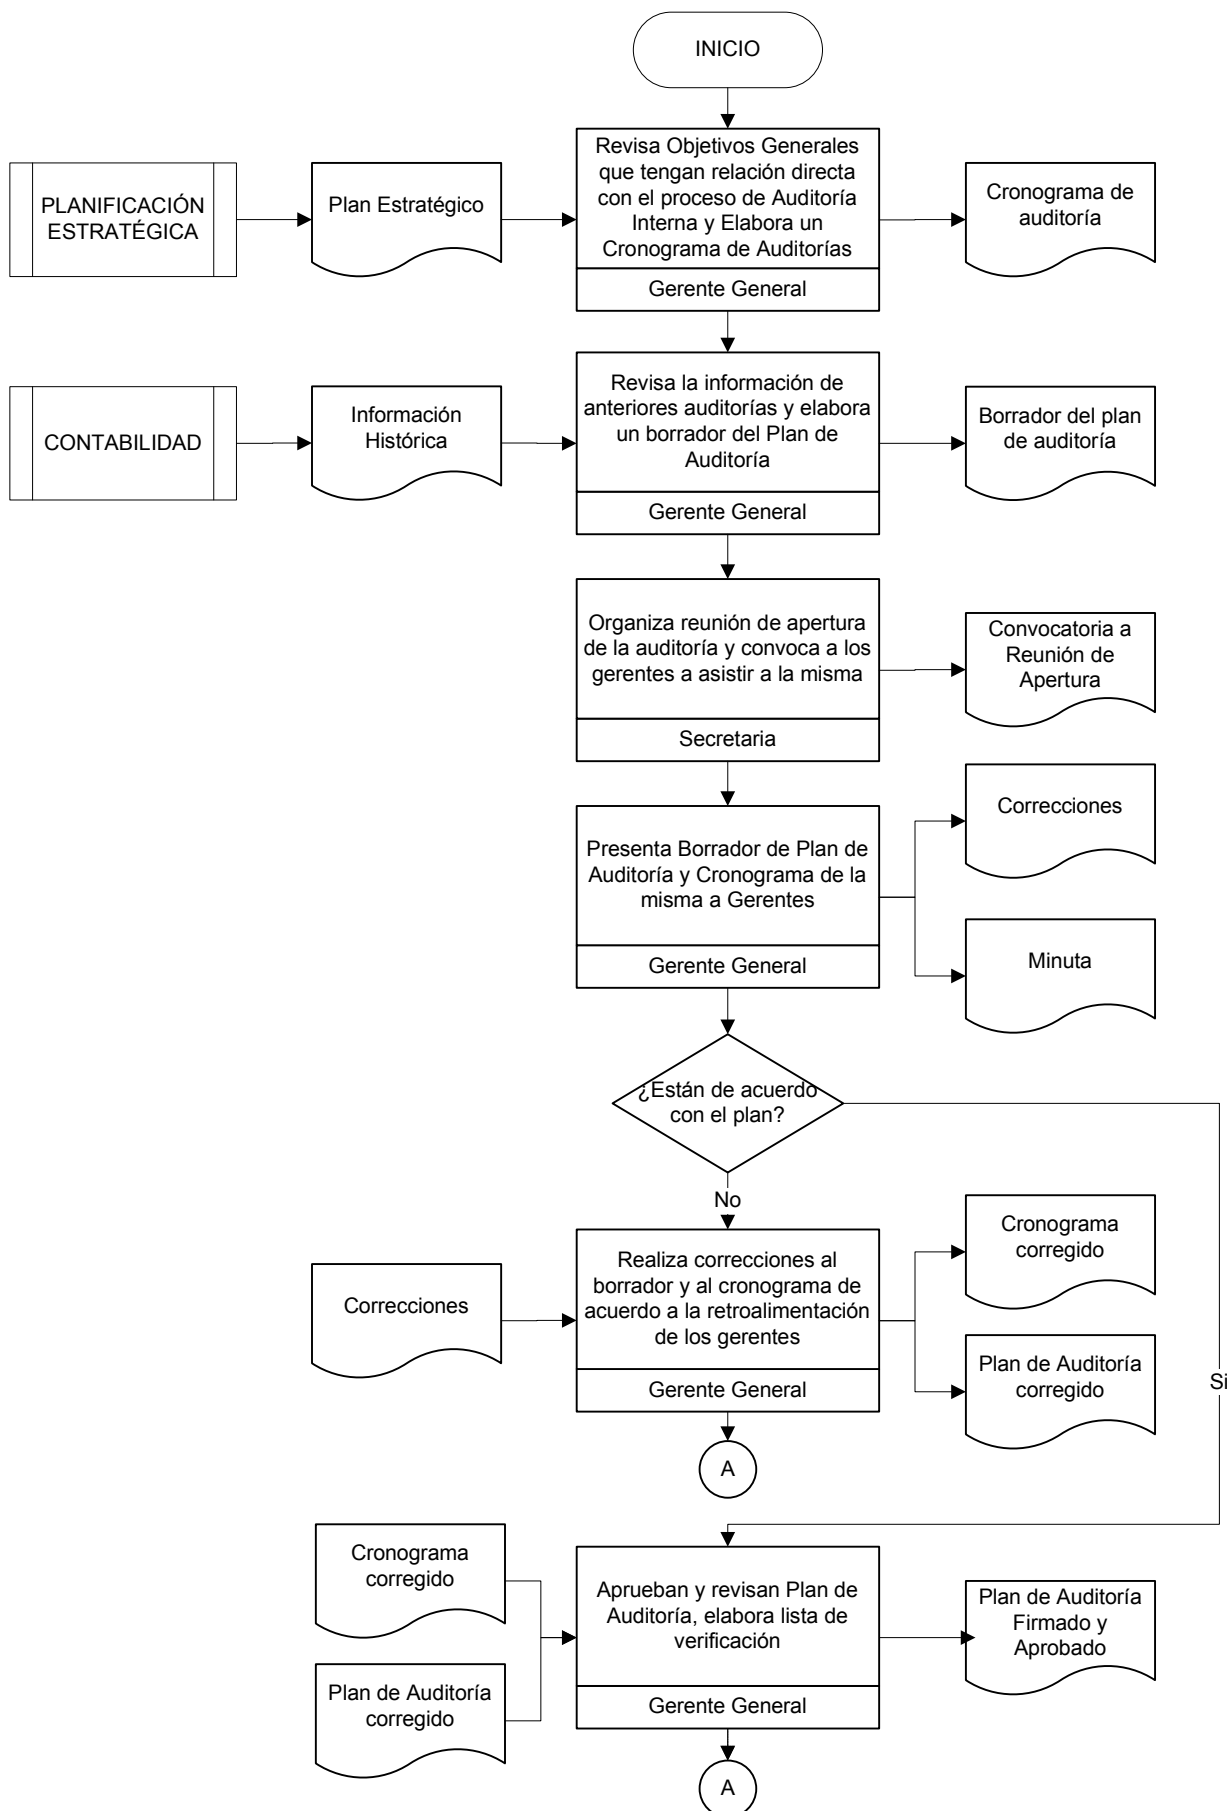 INICIO
PLANIFICACIÓN
ESTRATÉGICA
Plan Estratégico
Revisa Objetivos Generales
que tengan relación directa
con el proceso de Auditoría
Interna y Elabora un
Cronograma de Auditorías
Gerente General
Cronograma de
auditoría
CONTABILIDAD
Información
Histórica
Revisa la información de
anteriores auditorías y elabora
un borrador del Plan de
Auditoría
Gerente General
Borrador del plan
de auditoría
Organiza reunión de apertura
de la auditoría y convoca a los
gerentes a asistir a la misma
Secretaria
Convocatoria a
Reunión de
Apertura
Presenta Borrador de Plan de
Auditoría y Cronograma de la
misma a Gerentes
Gerente General
Correcciones
Minuta
¿Están de acuerdo
con el plan?
No
Si
Correcciones
Realiza correcciones al
borrador y al cronograma de
acuerdo a la retroalimentación
de los gerentes
Gerente General
Cronograma
corregido
Plan de Auditoría
corregido
A
Cronograma
corregido
Plan de Auditoría
corregido
Aprueban y revisan Plan de
Auditoría, elabora lista de
verificación
Gerente General
Plan de Auditoría
Firmado y
Aprobado
A